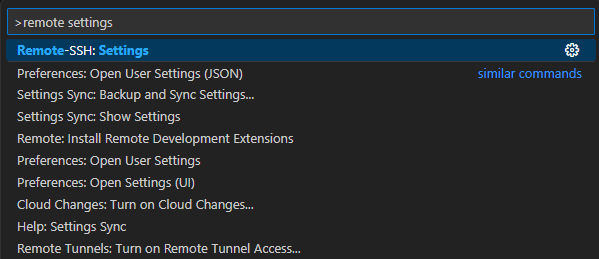 >remote settings
Remote-SSH: Settings
Preferences: Open User Settings (JSON) similar commands
Settings Sync: Backup and Sync Settings...
Settings Sync: Show Settings
Remote: Install Remote Development Extensions
Preferences: Open User Settings
Preferences: Open Settings (UI)
Cloud Changes: Turn on Cloud Changes...
Help: Settings Sync
Remote Tunnels: Turn on Remote Tunnel Access...